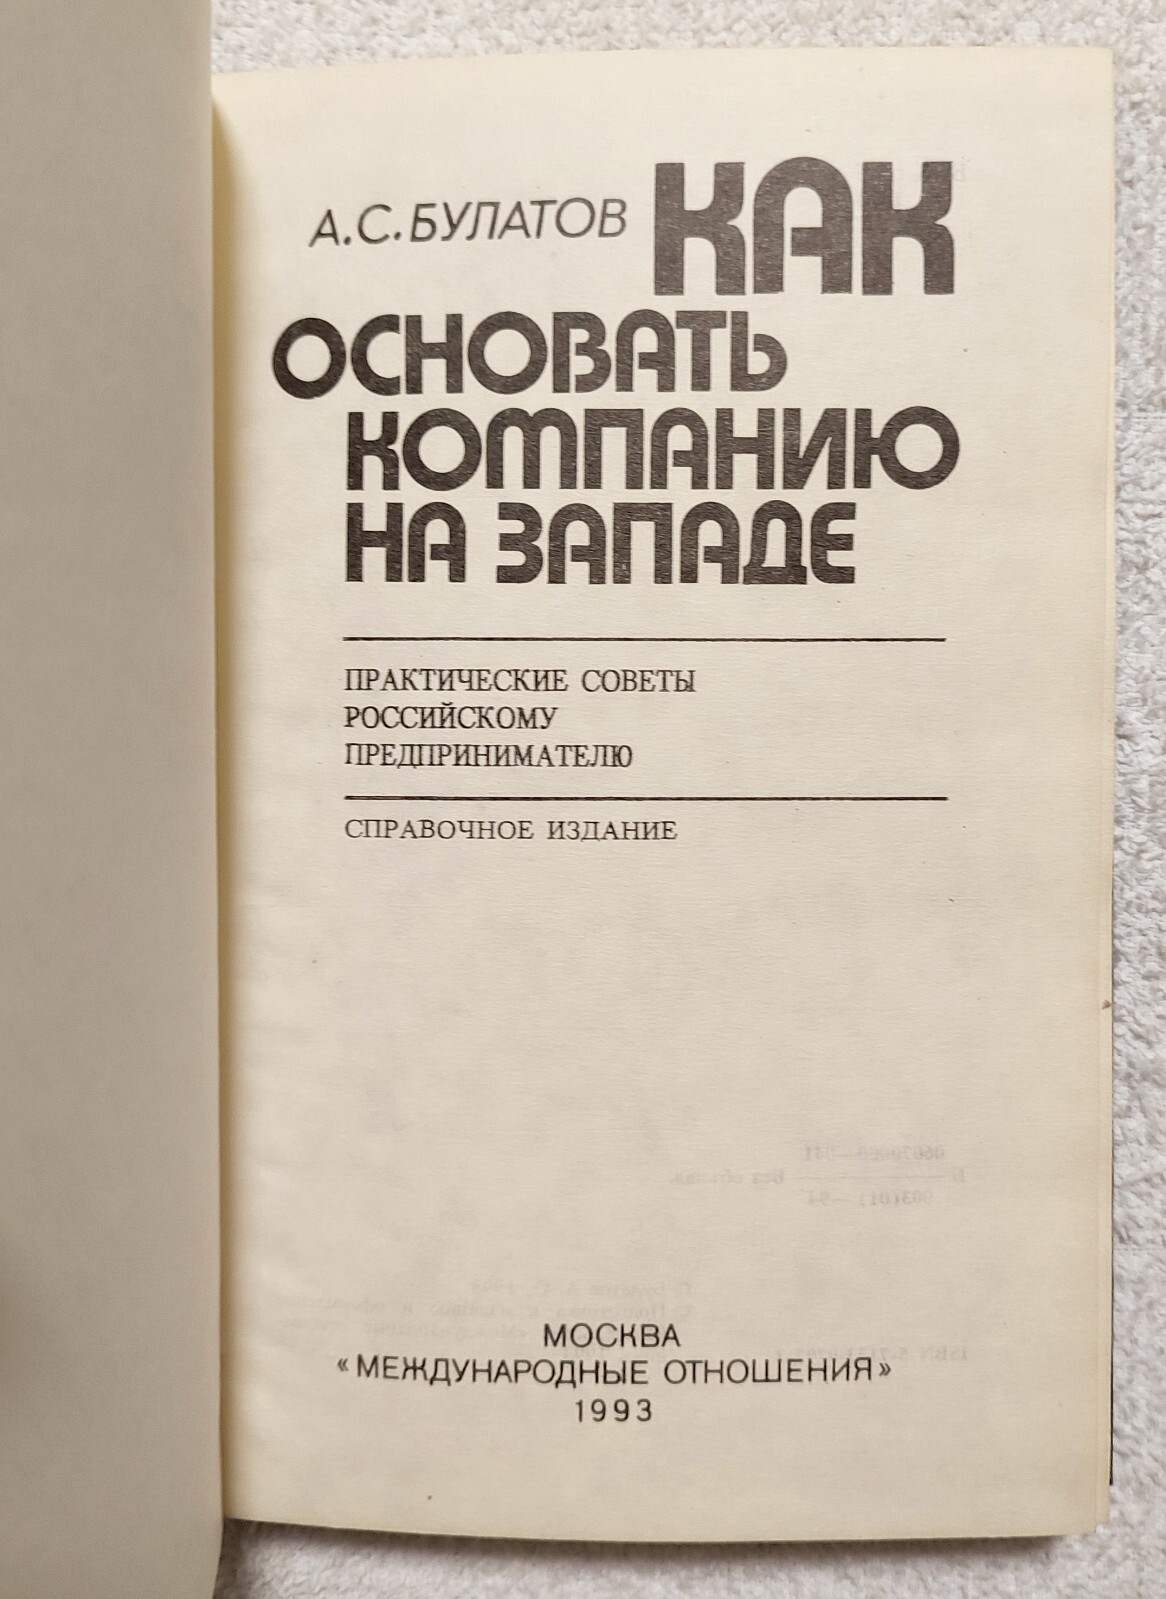 А.С.БУЛАТОВ КАК
ОСНОВАТЬ
КОМПАНИЮ
НА ЗАПАДЕ
ПРАКТИЧЕСКИЕ СОВЕТЫ
РОССИЙСКОМУ
ПРЕДПРИНИМАТЕЛЮ
СПРАВОЧНОЕ ИЗДАНИЕ
МОСКВА
«МЕЖДУНАРОДНЫЕ ОТНОШЕНИЯ»
1993